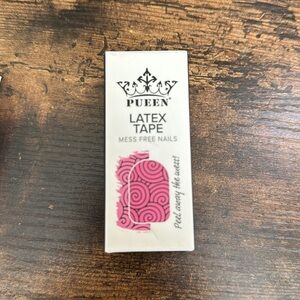 PUEEN®
LATEX
TAPE
MESS FREE NAILS
Peel away the mess!